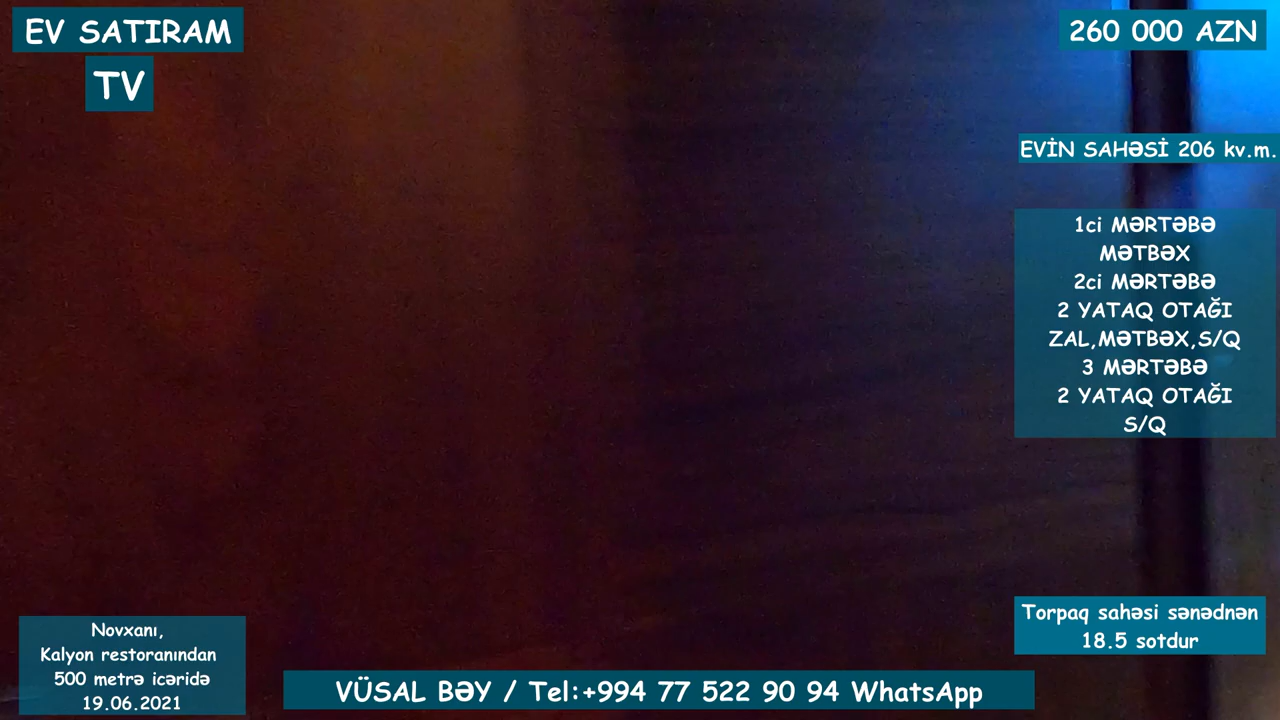 EV SATIRAM
TV
260 000 AZN
EVİN SAHƏSİ 206 kv.m.
1ci MƏRTƏBƏ
MƏTBƏX
2ci MƏRTƏBƏ
2 YATAQ OTAĞI
ZAL,MƏTBƏX,S/Q
3 MƏRTƏBƏ
2 YATAQ OTAĞI
S/Q
Torpaq sahəsi sənədnən
18.5 sotdur
Novxanı,
Kalyon restoranından
500 metrə icəridə
19.06.2021
VÜSAL BƏY / Tel:+994 77 522 90 94 WhatsApp